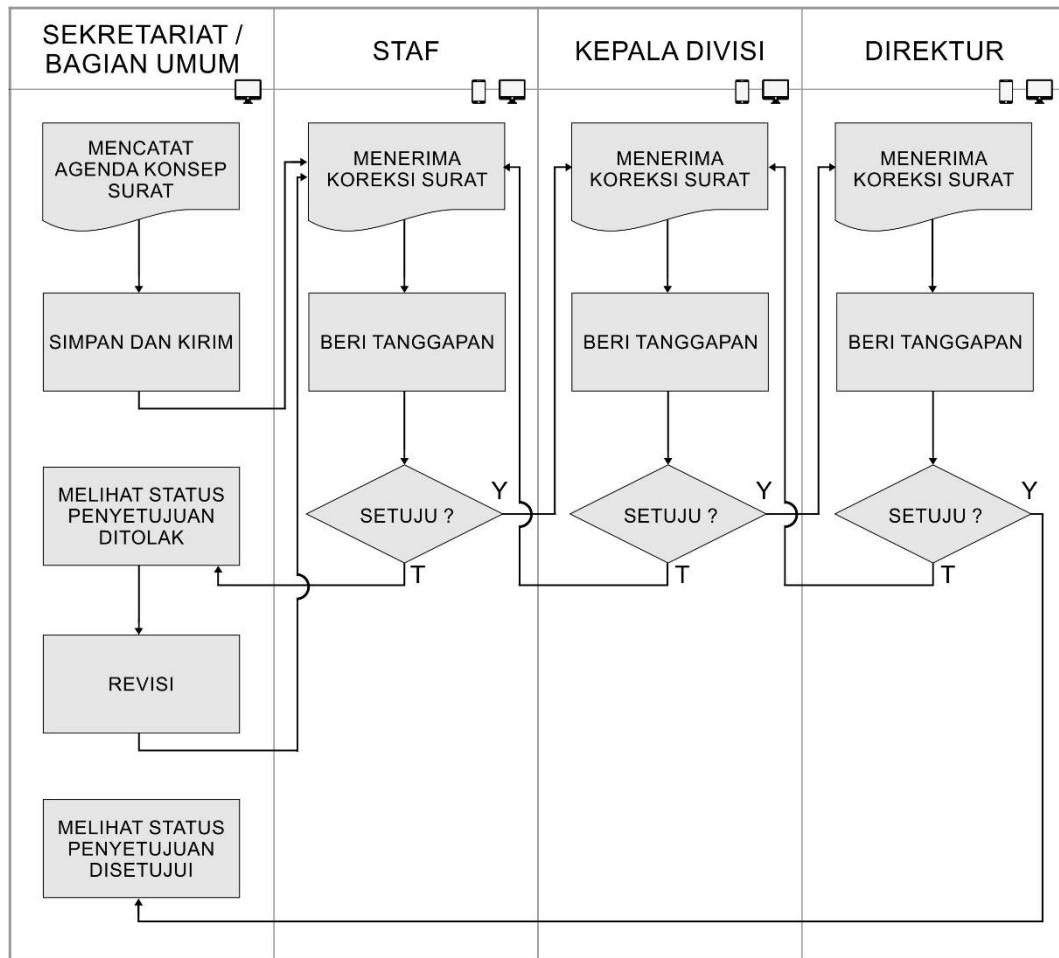 SEKRETARIAT /
BAGIAN UMUM
STAF
KEPALA DIVISI
DIREKTUR
MENCATAT
AGENDA KONSEP
SURAT
MENERIMA
KOREKSI SURAT
MENERIMA
KOREKSI SURAT
MENERIMA
KOREKSI SURAT
SIMPAN DAN KIRIM
BERI TANGGAPAN
BERI TANGGAPAN
BERI TANGGAPAN
MELIHAT STATUS
PENYETUJUAN
DITOLAK
SETUJU ?
Y
T
SETUJU ?
Y
T
SETUJU ?
Y
T
REVISI
MELIHAT STATUS
PENYETUJUAN
DISETUJUI